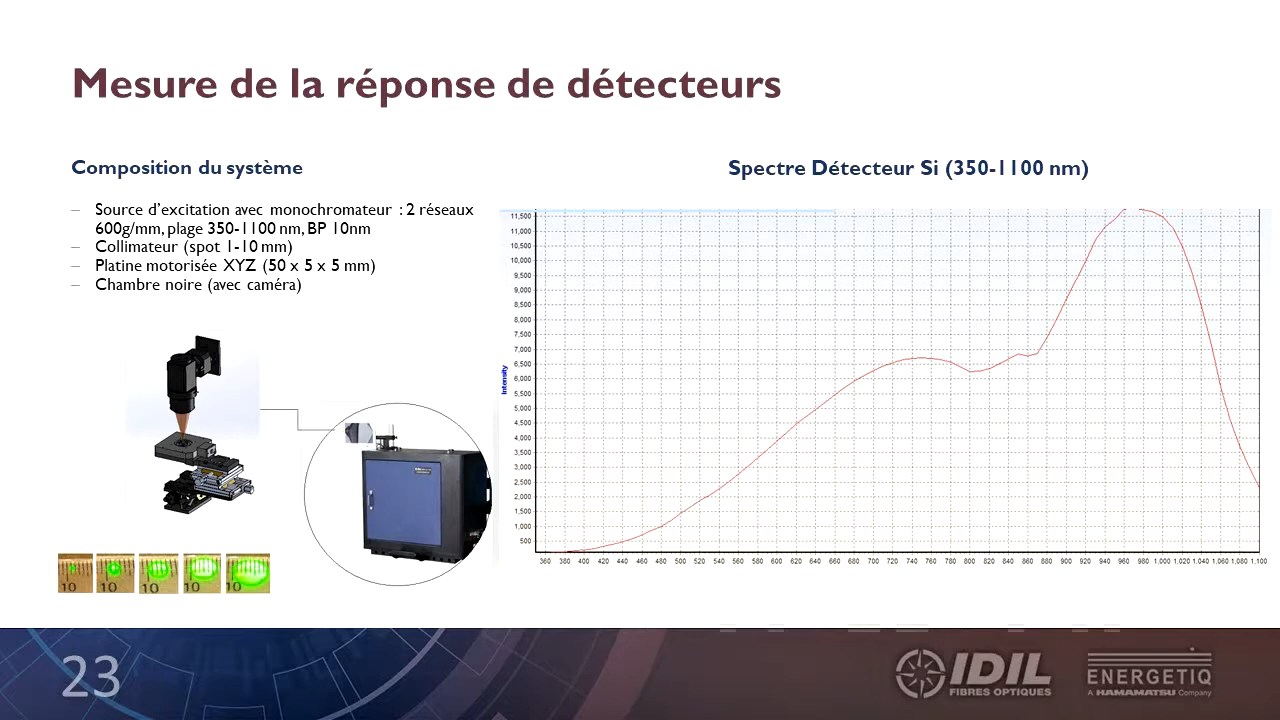 Mesure de la réponse de détecteurs
Composition du système
– Source d’excitation avec monochromateur : 2 réseaux
600g/mm, plage 350-1100 nm, BP 10nm
– Collimateur (spot 1-10 mm)
– Platine motorisée XYZ (50 x 5 x 5 mm)
– Chambre noire (avec caméra)
10
10
10
10
10
Spectre Détecteur Si (350-1100 nm)
Intensity
11,500
11,000
10,500
10,000
9,500
9,000
8,500
8,000
7,500
7,000
6,500
6,000
5,500
5,000
4,500
4,000
3,500
3,000
2,500
2,000
1,500
1,000
500
360 380 400 420 440 460 480 500 520 540 560 580 600 620 640 660 680 700 720 740 760 780 800 820 840 860 880 900 920 940 960 980 1,000 1,020 1,040 1,060 1,080 1,100
23
IDIL
FIBRES OPTIQUES
ENERGETIQ
A HAMAMATSU Company